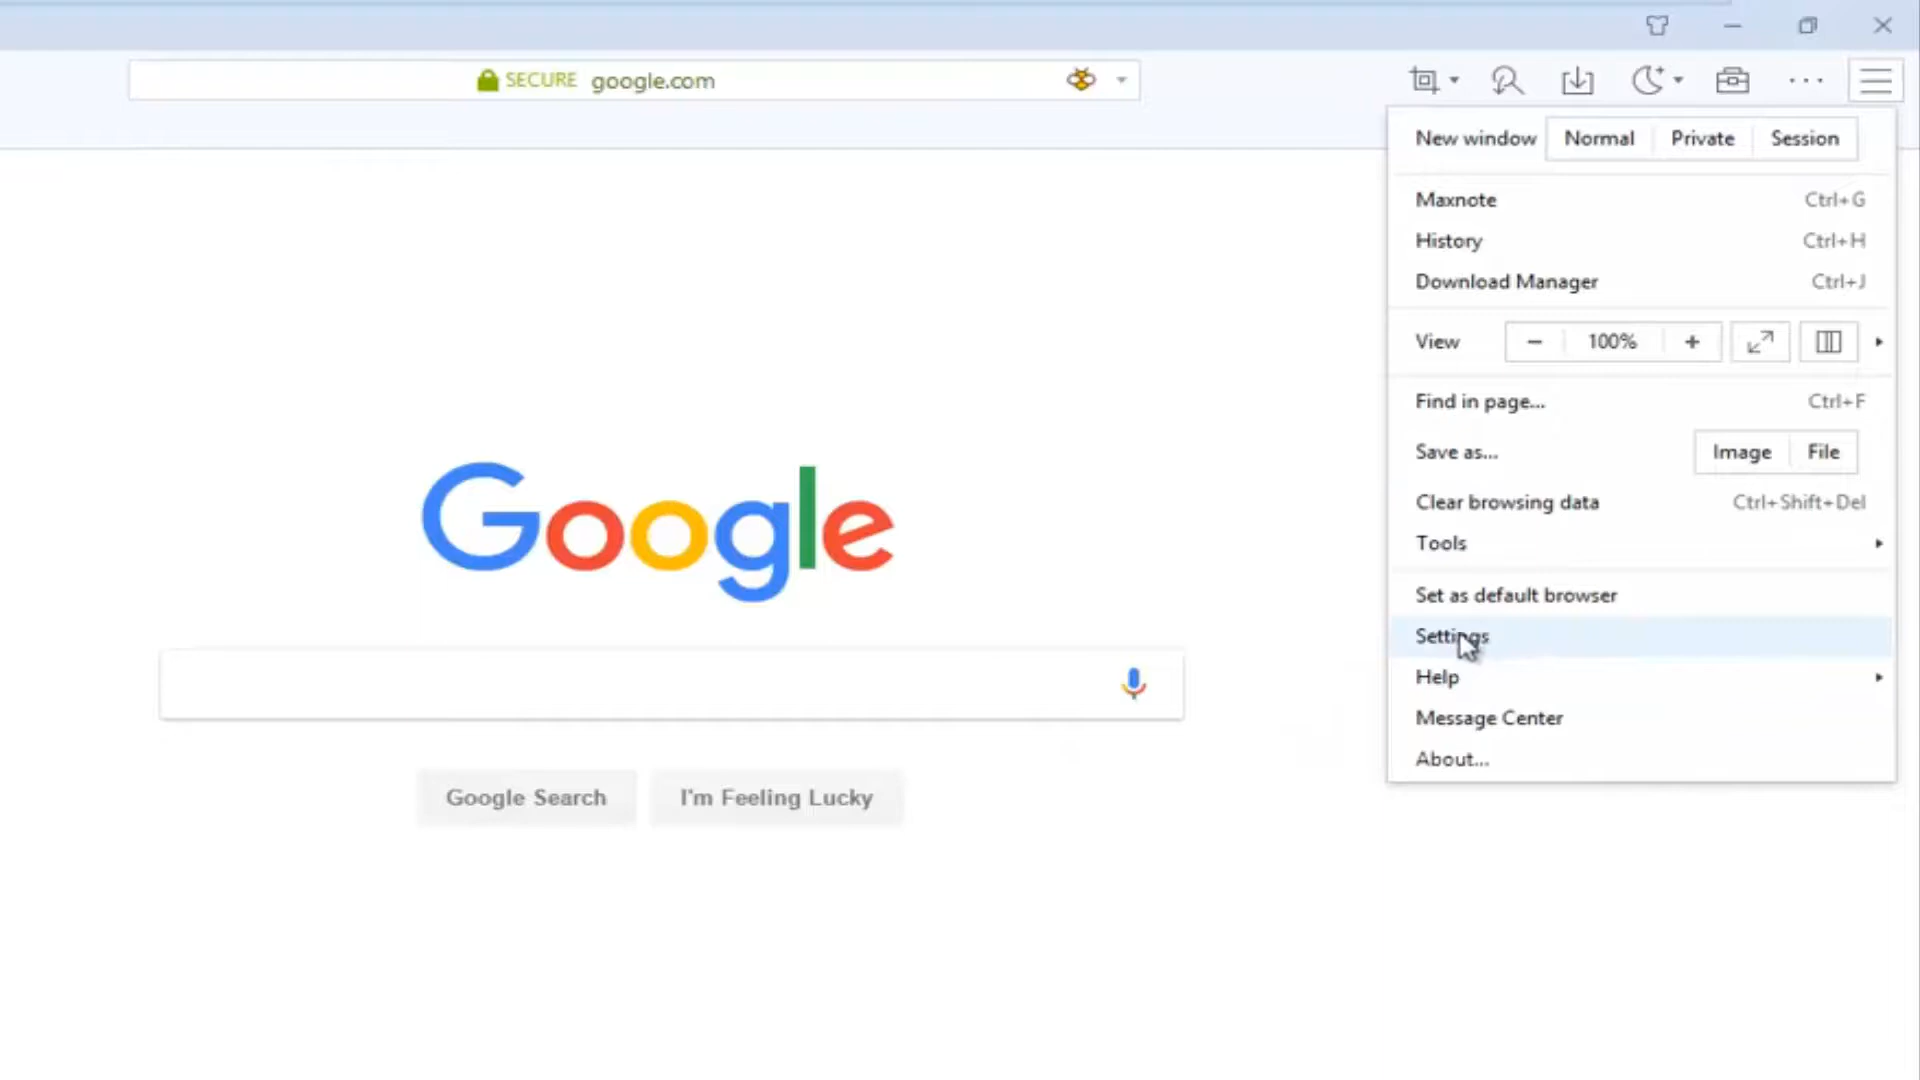 SECURE google.com
New window Normal Private Session
Maxnote Ctrl+G
History Ctrl+H
Download Manager Ctrl+J
View − 100% +
Find in page... Ctrl+F
Save as... Image File
Clear browsing data Ctrl+Shift+Del
Tools
Set as default browser
Settings
Help
Message Center
About...
Google
Google Search I'm Feeling Lucky